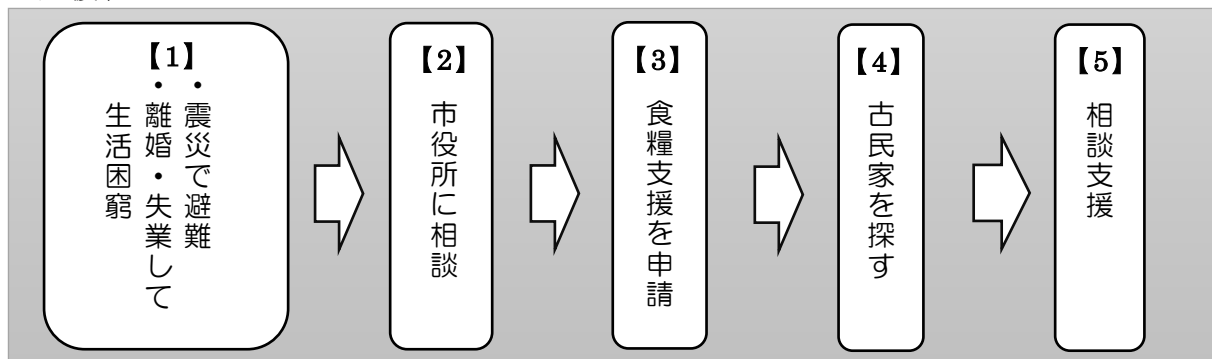 【1】
・震災で避難
・離婚・失業して
生活困窮
【2】
市役所に相談
【3】
食糧支援を申請
【4】
古民家を探す
【5】
相談支援